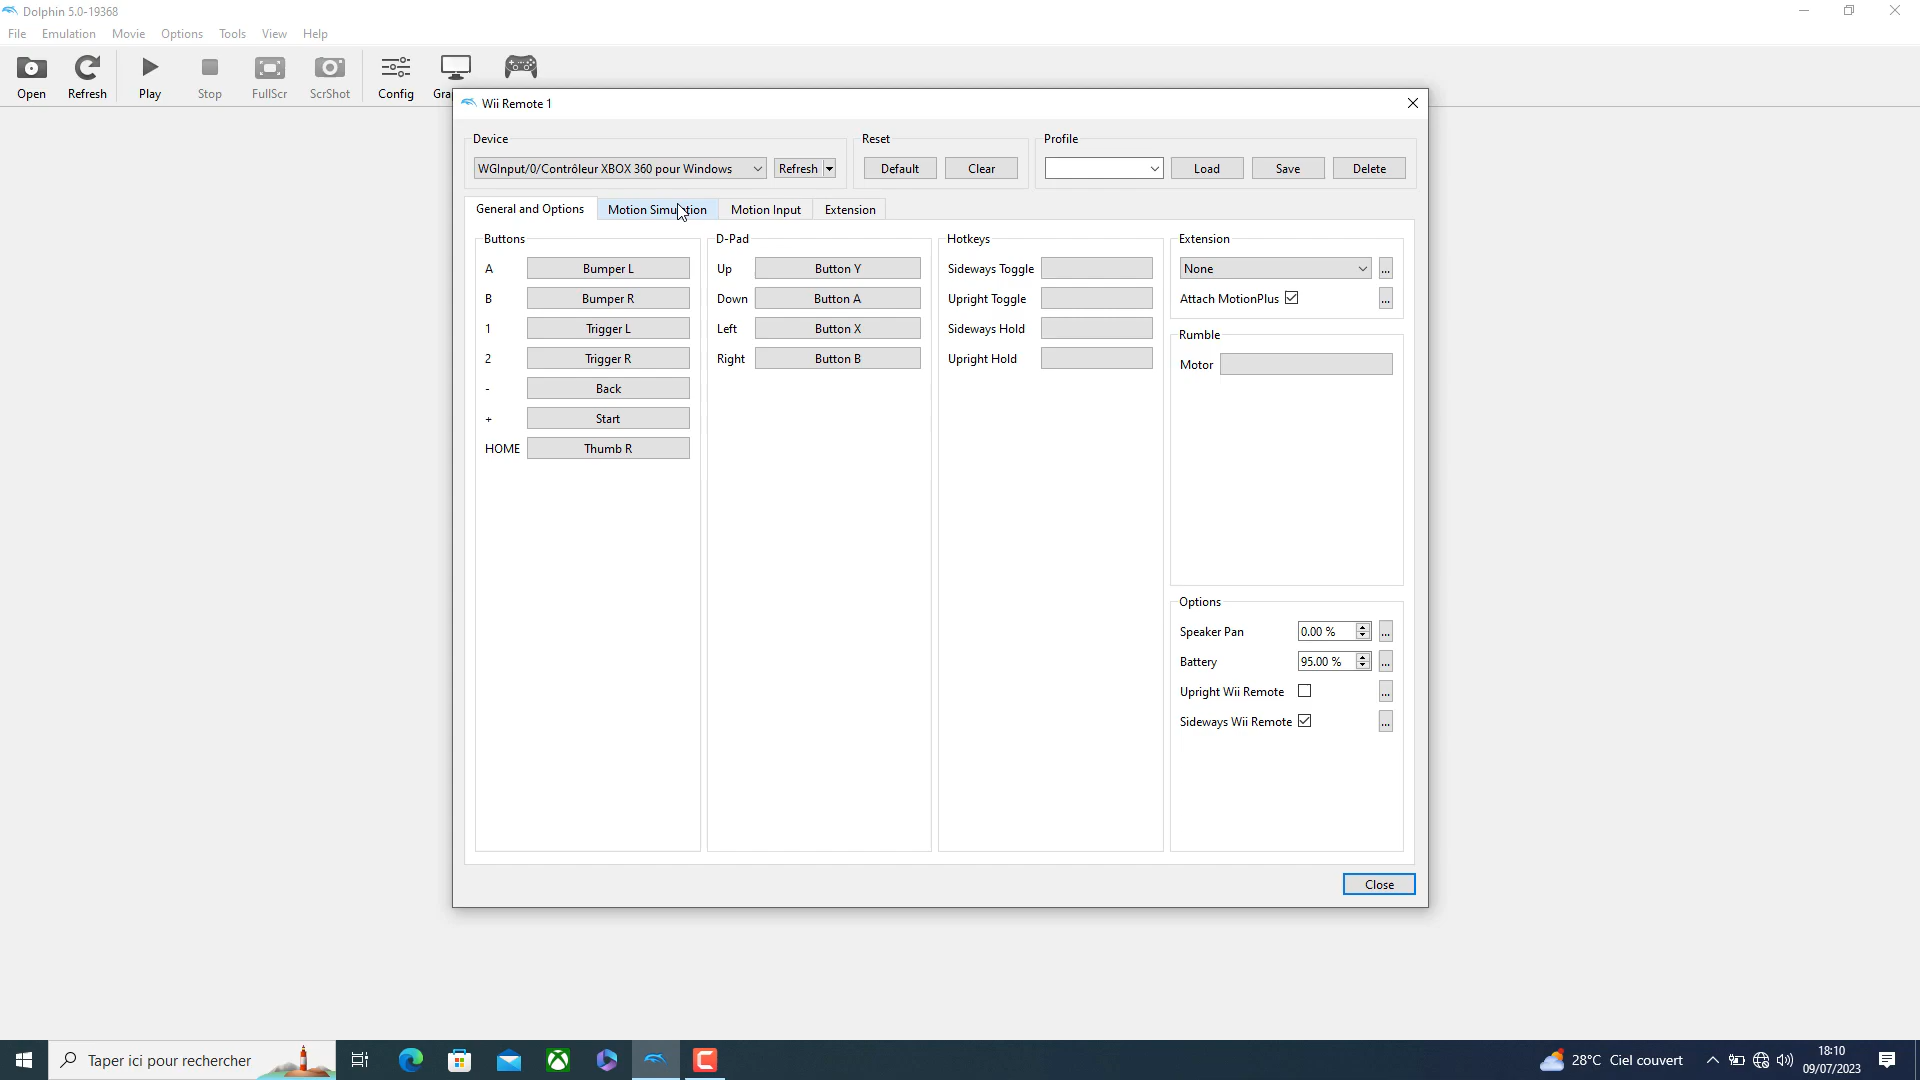 Dolphin 5.0-19368
File Emulation Movie Options Tools View Help
Open Refresh Play Stop FullScr ScrShot Config Gra
Wii Remote 1
Device Reset Profile
WGInput/0/Contrôleur XBOX 360 pour Windows Refresh Default Clear Load Save Delete
General and Options Motion Simulation Motion Input Extension
Buttons D-Pad Hotkeys Extension
A Bumper L Up Button Y Sideways Toggle None ...
B Bumper R Down Button A Upright Toggle Attach MotionPlus ...
1 Trigger L Left Button X Sideways Hold Rumble
2 Trigger R Right Button B Upright Hold Motor
- Back
+ Start
HOME Thumb R
Options
Speaker Pan 0.00 % ...
Battery 95.00 % ...
Upright Wii Remote ...
Sideways Wii Remote ...
Close
Taper ici pour rechercher 28°C Ciel couvert 18:10
09/07/2023